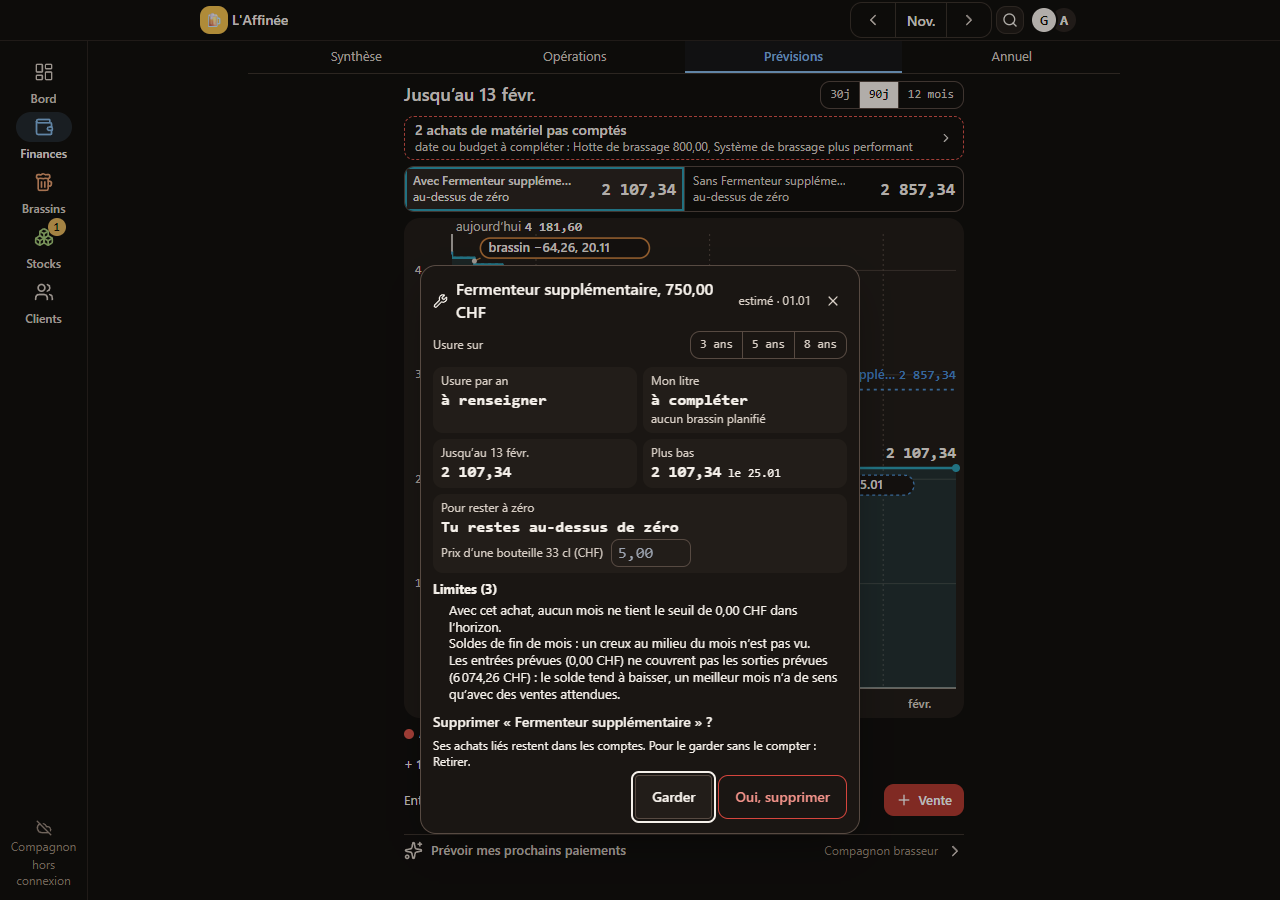 L'Affinée
Nov.
G
A
Synthèse
Opérations
Prévisions
Annuel
Bord
Finances
Brassins
1
Stocks
Clients
Compagnon
hors
connexion
Jusqu’au 13 févr.
30j
90j
12 mois
2 achats de matériel pas comptés
date ou budget à compléter : Hotte de brassage 800,00, Système de brassage plus performant
Avec Fermenteur suppléme…
au-dessus de zéro
2 107,34
Sans Fermenteur suppléme…
au-dessus de zéro
2 857,34
aujourd’hui 4 181,60
brassin −64,26, 20.11
4
3
2
1
pplé… 2 857,34
2 107,34
5.01
févr.
Fermenteur supplémentaire, 750,00
CHF
estimé · 01.01
Usure sur
3 ans
5 ans
8 ans
Usure par an
à renseigner
Mon litre
à compléter
aucun brassin planifié
Jusqu’au 13 févr.
2 107,34
Plus bas
2 107,34 le 25.01
Pour rester à zéro
Tu restes au-dessus de zéro
Prix d’une bouteille 33 cl (CHF)
5,00
Limites (3)
Avec cet achat, aucun mois ne tient le seuil de 0,00 CHF dans
l’horizon.
Soldes de fin de mois : un creux au milieu du mois n’est pas vu.
Les entrées prévues (0,00 CHF) ne couvrent pas les sorties prévues
(6 074,26 CHF) : le solde tend à baisser, un meilleur mois n’a de sens
qu’avec des ventes attendues.
Supprimer « Fermenteur supplémentaire » ?
Ses achats liés restent dans les comptes. Pour le garder sans le compter :
Retirer.
Garder
Oui, supprimer
+ 1
Ent
Vente
Prévoir mes prochains paiements
Compagnon brasseur